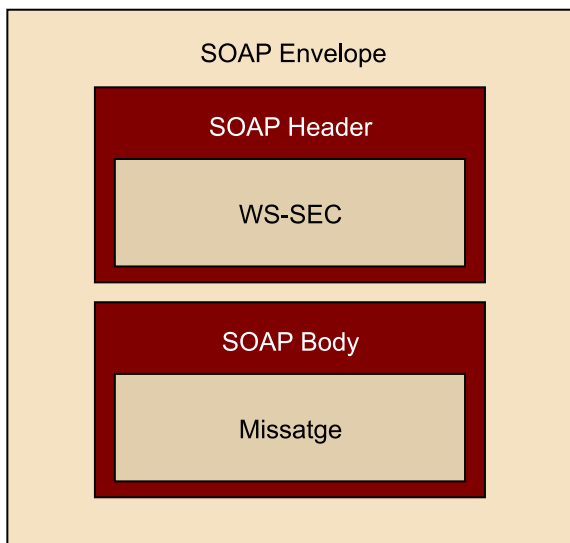 SOAP Envelope
SOAP Header
WS-SEC
SOAP Body
Missatge